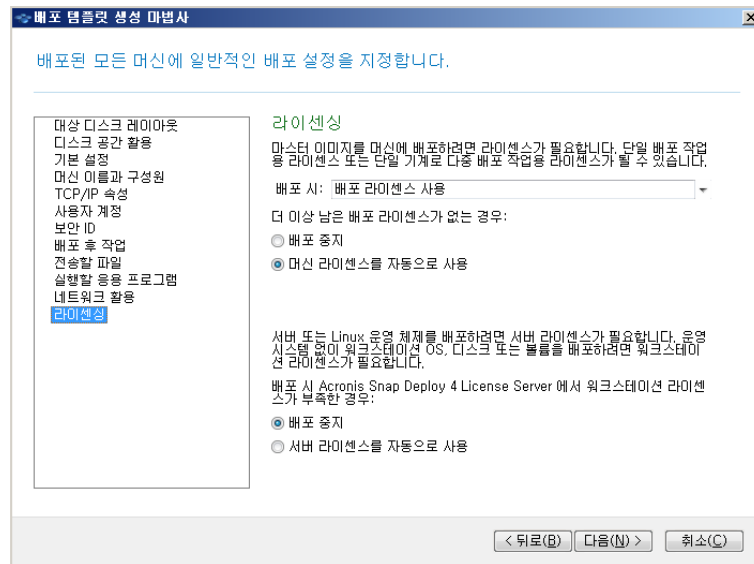 배포 템플릿 생성 마법사
배포된 모든 머신에 일반적인 배포 설정을 지정합니다.
대상 디스크 레이아웃
디스크 공간 활용
기본 설정
머신 이름과 구성원
TCP/IP 속성
사용자 계정
보안 ID
배포 후 작업
전송할 파일
실행할 응용 프로그램
네트워크 활용
라이센싱
라이센싱
마스터 이미지를 머신에 배포하려면 라이센스가 필요합니다. 단일 배포 작업
용 라이센스 또는 단일 기계로 다중 배포 작업용 라이센스가 될 수 있습니다.
배포 시: 배포 라이센스 사용
더 이상 남은 배포 라이센스가 없는 경우:
배포 중지
머신 라이센스를 자동으로 사용
서버 또는 Linux 운영 체제를 배포하려면 서버 라이센스가 필요합니다. 운영
시스템 없이 워크스테이션 OS, 디스크 또는 볼륨을 배포하려면 워크스테이
션 라이센스가 필요합니다.
배포 시 Acronis Snap Deploy 4 License Server 에서 워크스테이션 라이센
스가 부족한 경우:
배포 중지
서버 라이센스를 자동으로 사용
< 뒤로(B) 다음(N) > 취소(C)